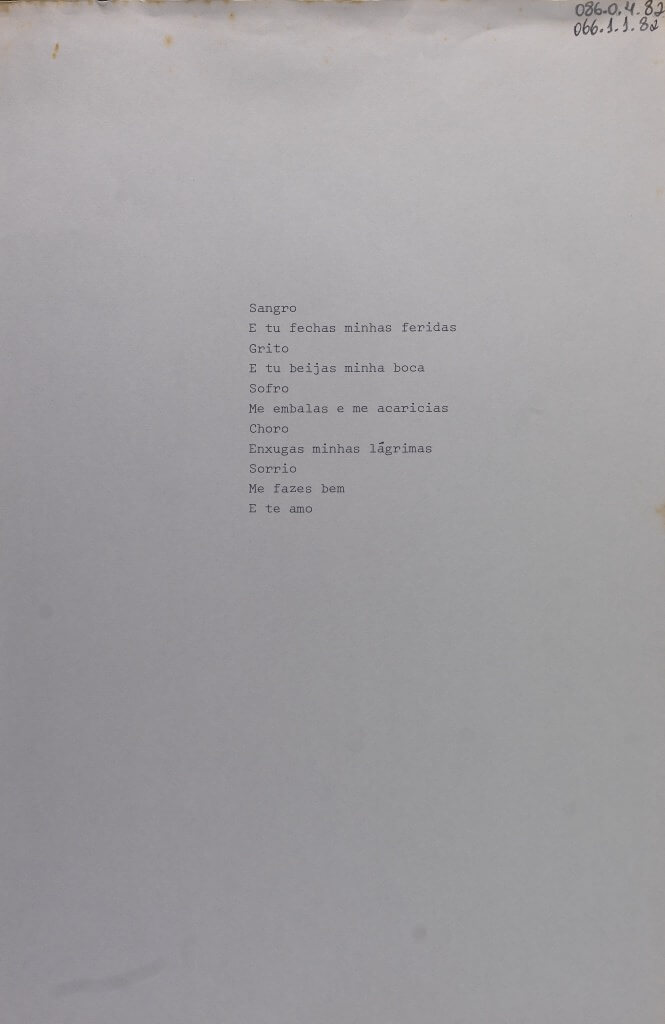 086.0.4.82
066.1.1.82
Sangro
E tu fechas minhas feridas
Grito
E tu beijas minha boca
Sofro
Me embalas e me acaricias
Choro
Enxugas minhas lágrimas
Sorrio
Me fazes bem
E te amo